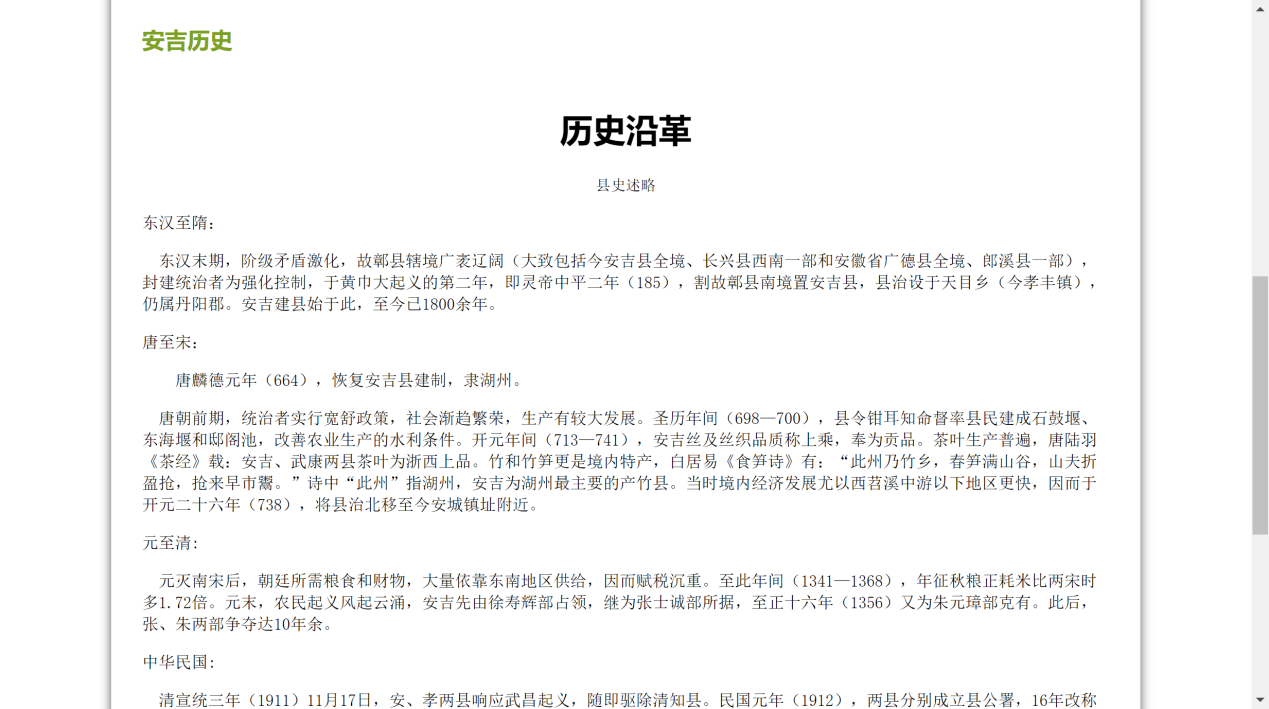 安吉历史
历史沿革
县史述略
东汉至隋：
东汉末期，阶级矛盾激化，故鄣县辖境广袤辽阔（大致包括今安吉县全境、长兴县西南一部和安徽省广德县全境、郎溪县一部），
封建统治者为强化控制，于黄巾大起义的第二年，即灵帝中平二年（185），割故鄣县南境置安吉县，县治设于天目乡（今孝丰镇），
仍属丹阳郡。安吉建县始于此，至今已1800余年。
唐至宋：
唐麟德元年（664），恢复安吉县建制，隶湖州。
唐朝前期，统治者实行宽舒政策，社会渐趋繁荣，生产有较大发展。圣历年间（698—700），县令钳耳知命督率县民建成石鼓堰、
东海堰和邸阁池，改善农业生产的水利条件。开元年间（713—741），安吉丝及丝织品质称上乘，奉为贡品。茶叶生产普遍，唐陆羽
《茶经》载：安吉、武康两县茶叶为浙西上品。竹和竹笋更是境内特产，白居易《食笋诗》有：“此州乃竹乡，春笋满山谷，山夫折
盈抢，抢来早市鬻。”诗中“此州”指湖州，安吉为湖州最主要的产竹县。当时境内经济发展尤以西苕溪中游以下地区更快，因而于
开元二十六年（738），将县治北移至今安城镇址附近。
元至清:
元灭南宋后，朝廷所需粮食和财物，大量依靠东南地区供给，因而赋税沉重。至此年间（1341—1368），年征秋粮正耗米比两宋时
多1.72倍。元末，农民起义风起云涌，安吉先由徐寿辉部占领，继为张士诚部所据，至正十六年（1356）又为朱元璋部克有。此后，
张、朱两部争夺达10年余。
中华民国:
清宣统三年（1911）11月17日，安、孝两县响应武昌起义，随即驱除清知县。民国元年（1912），两县分别成立县公署，16年改称